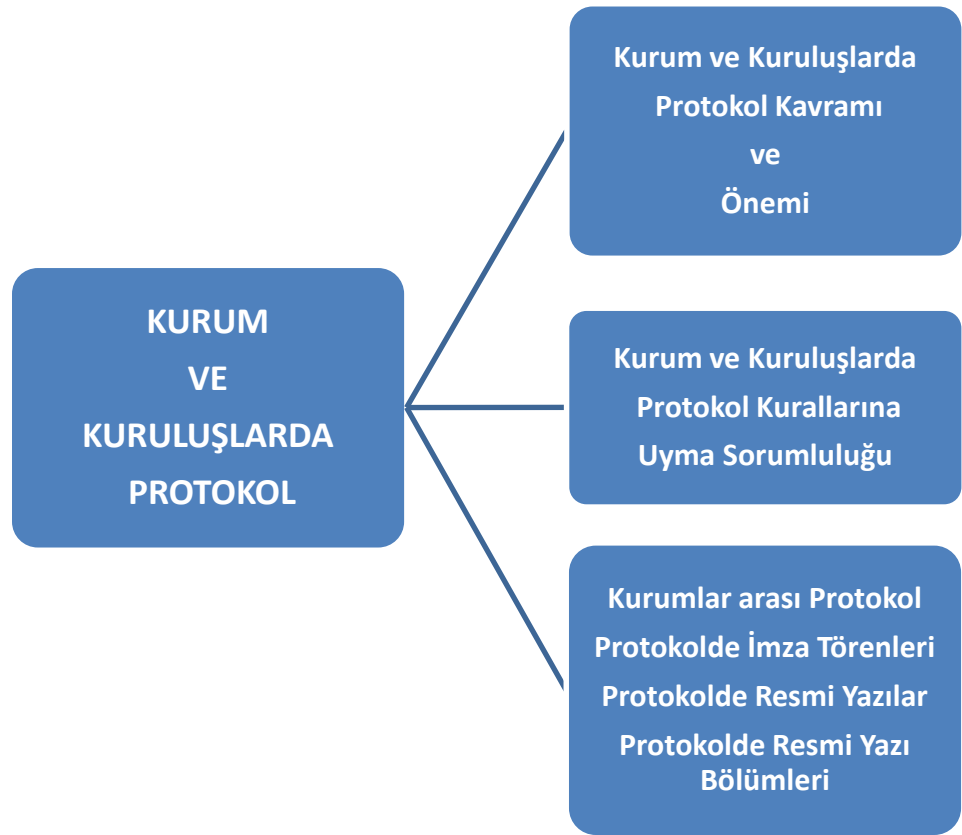 KURUM
VE
KURULUŞLARDA
PROTOKOL
Kurum ve Kuruluşlarda
Protokol Kavramı
ve
Önemi
Kurum ve Kuruluşlarda
Protokol Kurallarına
Uyma Sorumluluğu
Kurumlar arası Protokol
Protokolde İmza Törenleri
Protokolde Resmi Yazılar
Protokolde Resmi Yazı
Bölümleri